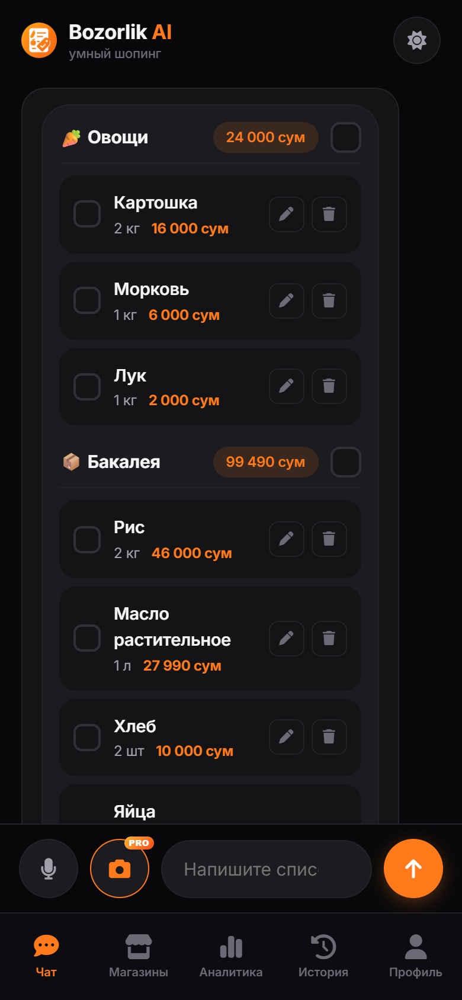 Bozorlik AI
умный шопинг
Овощи 24 000 сум
Картошка
2 кг 16 000 сум
Морковь
1 кг 6 000 сум
Лук
1 кг 2 000 сум
Бакалея 99 490 сум
Рис
2 кг 46 000 сум
Масло
растительное
1 л 27 990 сум
Хлеб
2 шт 10 000 сум
Яйца
PRO
Напишите спис
Чат Магазины Аналитика История Профиль